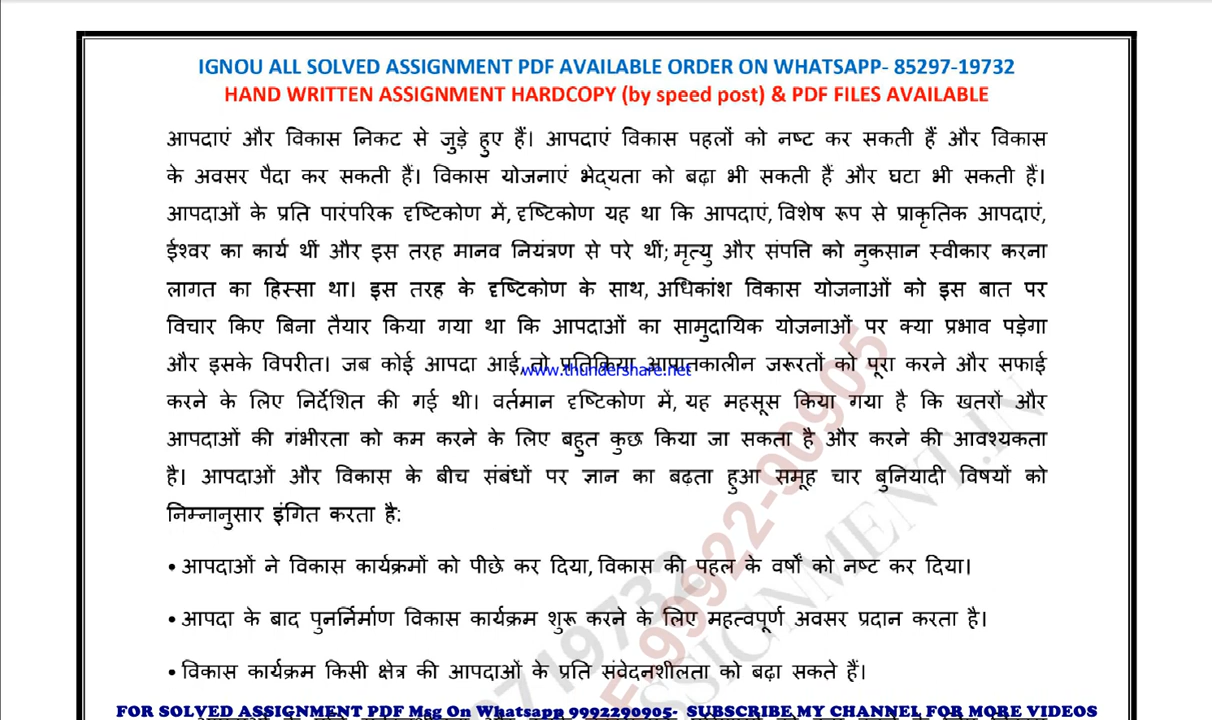 IGNOU ALL SOLVED ASSIGNMENT PDF AVAILABLE ORDER ON WHATSAPP- 85297-19732
HAND WRITTEN ASSIGNMENT HARDCOPY (by speed post) & PDF FILES AVAILABLE
आपदाएं और विकास निकट से जुड़े हुए हैं। आपदाएं विकास पहलों को नष्ट कर सकती हैं और विकास
के अवसर पैदा कर सकती हैं। विकास योजनाएं भेद्यता को बढ़ा भी सकती हैं और घटा भी सकती हैं।
आपदाओं के प्रति पारंपरिक दृष्टिकोण में, दृष्टिकोण यह था कि आपदाएं, विशेष रूप से प्राकृतिक आपदाएं,
ईश्वर का कार्य थीं और इस तरह मानव नियंत्रण से परे थीं; मृत्यु और संपत्ति को नुकसान स्वीकार करना
लागत का हिस्सा था। इस तरह के दृष्टिकोण के साथ, अधिकांश विकास योजनाओं को इस बात पर
विचार किए बिना तैयार किया गया था कि आपदाओं का सामुदायिक योजनाओं पर क्या प्रभाव पड़ेगा
और इसके विपरीत। जब कोई आपदा आई, तो प्रतिक्रिया आपातकालीन जरूरतों को पूरा करने और सफाई
www.thundershare.net
करने के लिए निर्देशित की गई थी। वर्तमान दृष्टिकोण में, यह महसूस किया गया है कि खतरों और
आपदाओं की गंभीरता को कम करने के लिए बहुत कुछ किया जा सकता है और करने की आवश्यकता
है। आपदाओं और विकास के बीच संबंधों पर ज्ञान का बढ़ता हुआ समूह चार बुनियादी विषयों को
निम्नानुसार इंगित करता है:
• आपदाओं ने विकास कार्यक्रमों को पीछे कर दिया, विकास की पहल के वर्षों को नष्ट कर दिया।
• आपदा के बाद पुनर्निर्माण विकास कार्यक्रम शुरू करने के लिए महत्वपूर्ण अवसर प्रदान करता है।
• विकास कार्यक्रम किसी क्षेत्र की आपदाओं के प्रति संवेदनशीलता को बढ़ा सकते हैं।
FOR SOLVED ASSIGNMENT PDF Msg On Whatsapp 9992290905- SUBSCRIBE MY CHANNEL FOR MORE VIDEOS